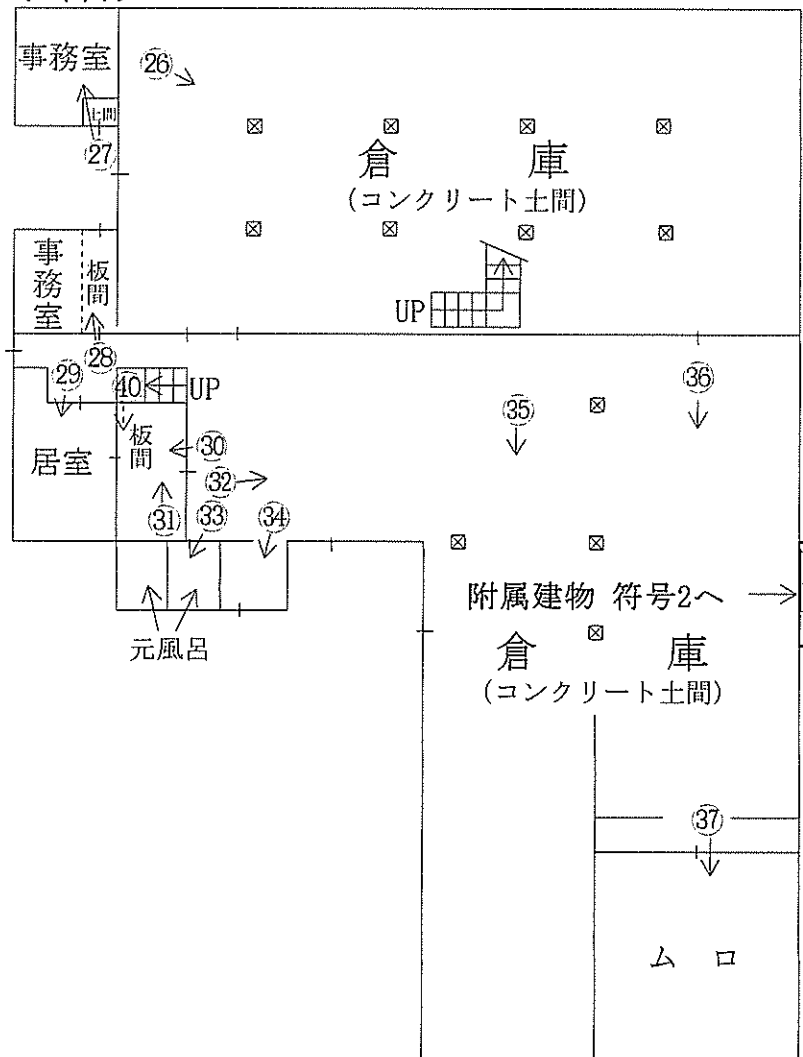 事務室
㉖
土間
㉗
倉庫
(コンクリート土間)
事務室
板間
UP
㉘
㉙
㊵
UP
㊱
㉟
板間
㉚
居室
㉜
㉛
㉝
㉞
附属建物 符号2へ
元風呂
倉庫
(コンクリート土間)
㊲
ムロ